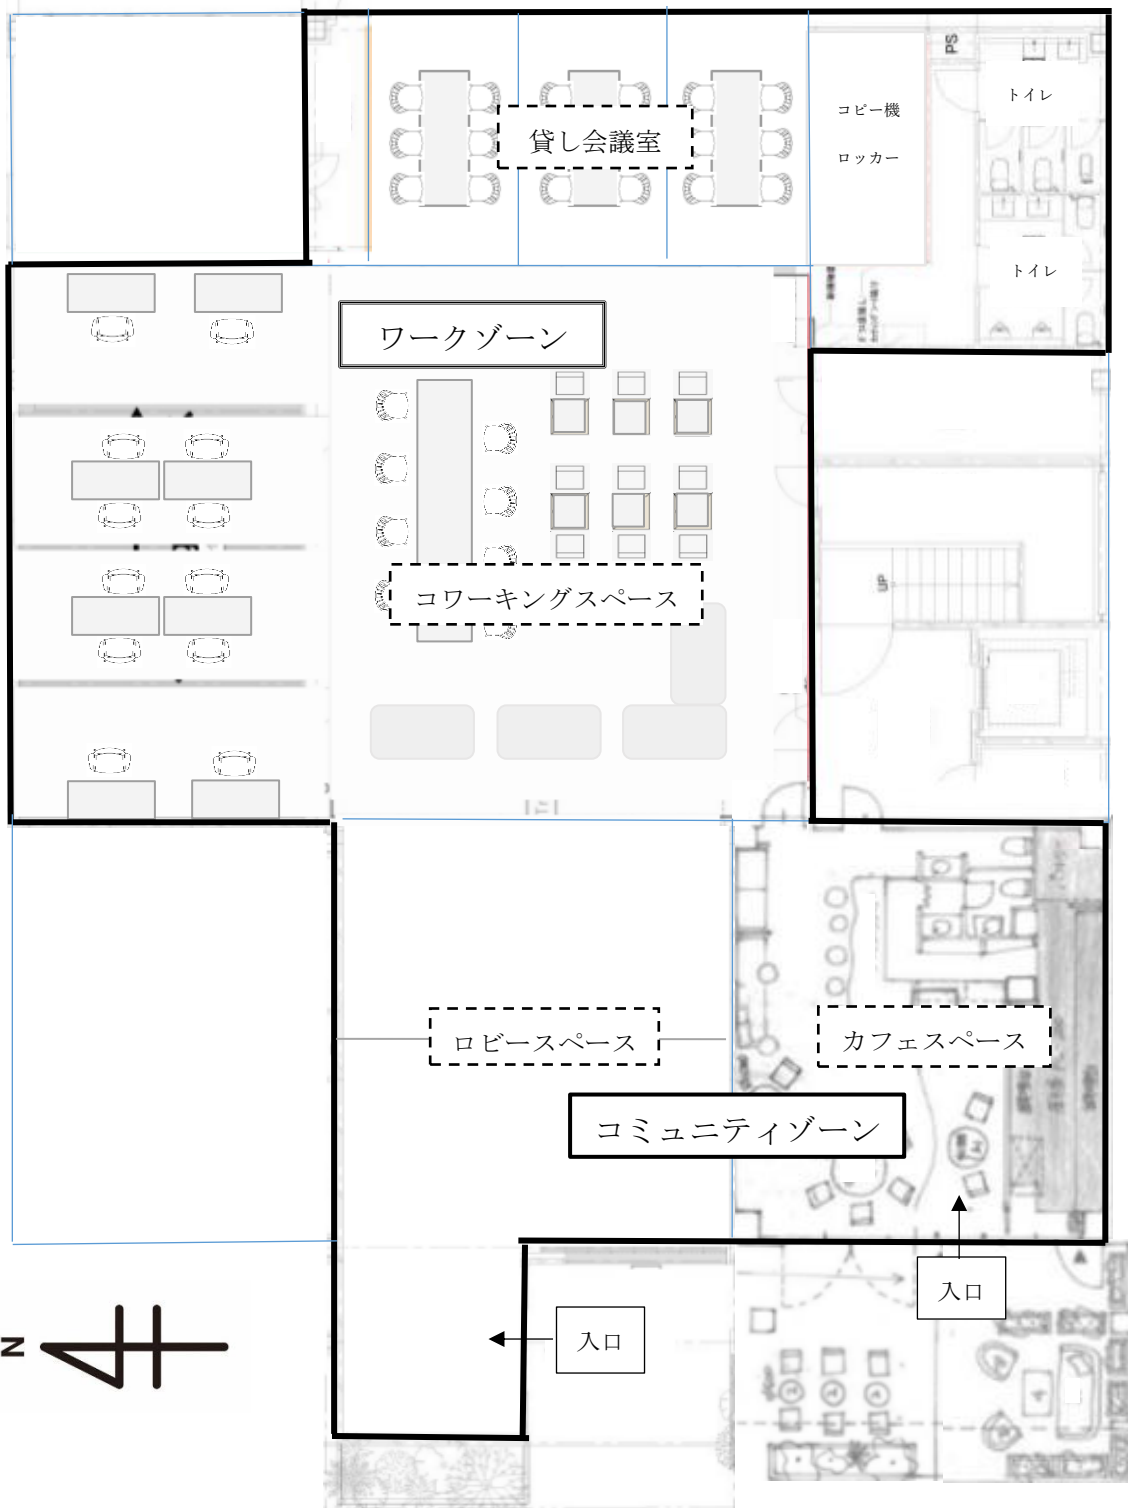 PS
トイレ
コピー機
貸し会議室
ロッカー
トイレ
ワークゾーン
UP
コワーキングスペース
ロビースペース
カフェスペース
コミュニティゾーン
入口
入口
N